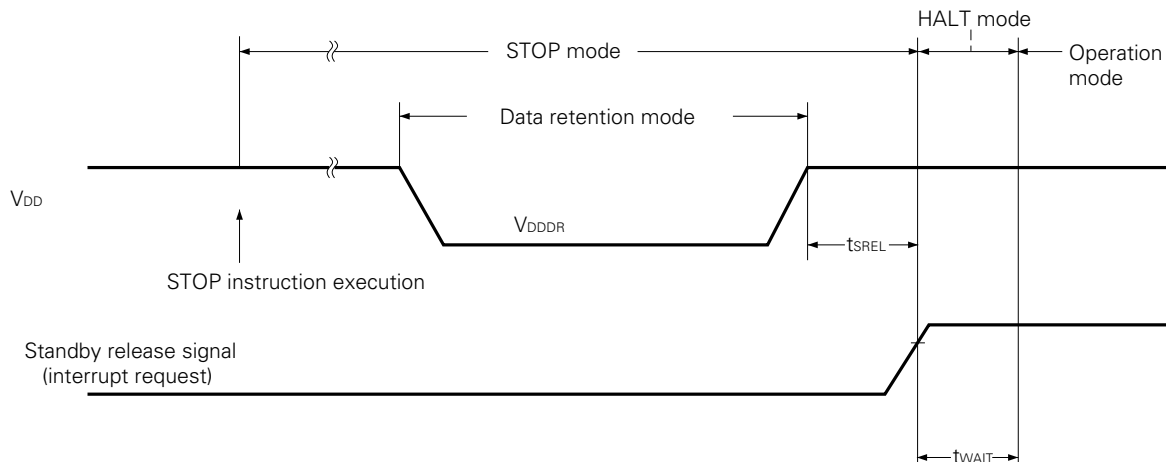 HALT mode
STOP mode
Operation
mode
Data retention mode
VDD
VDDDR
tSREL
STOP instruction execution
Standby release signal
(interrupt request)
tWAIT